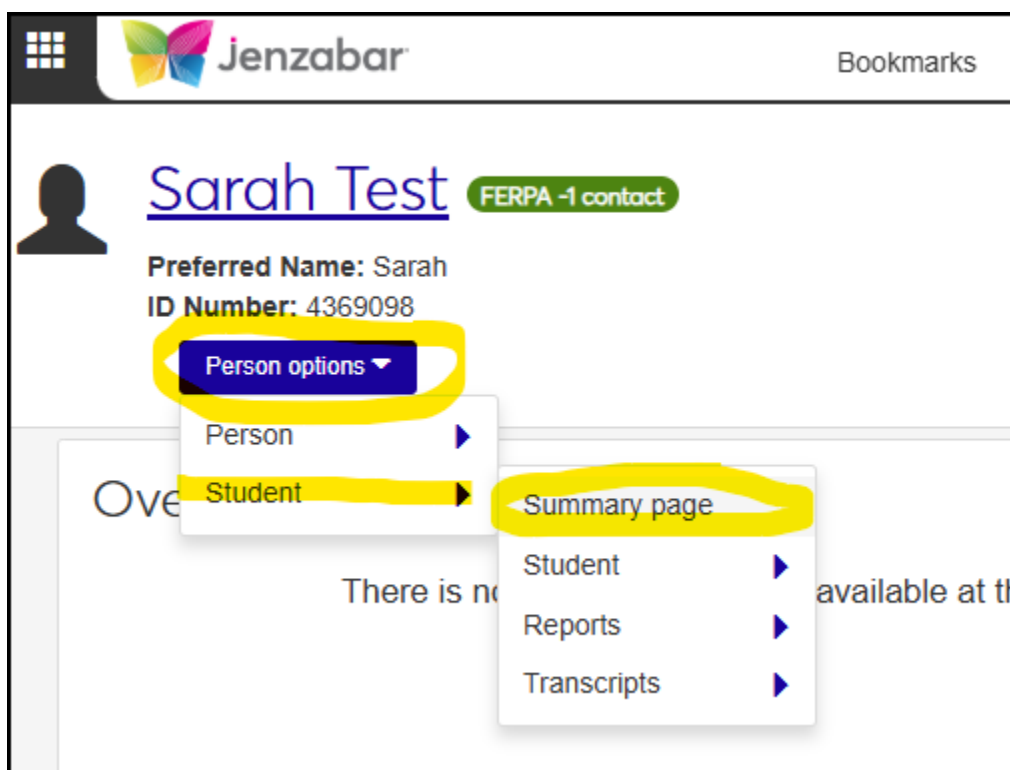 jenzabar
Bookmarks
Sarah Test FERPA -1 contact
Preferred Name: Sarah
ID Number: 4369098
Person options
Person
Student
Summary page
Student
Reports
Transcripts
Ove
There is no
available at th